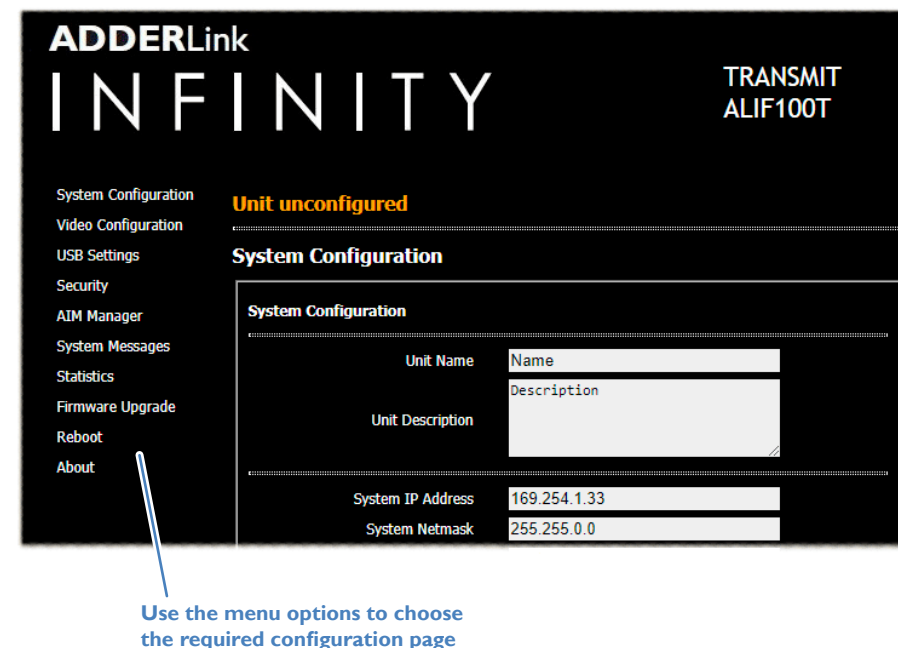 ADDERLink
INFINITY
TRANSMIT
ALIF100T
System Configuration
Video Configuration
USB Settings
Security
AIM Manager
System Messages
Statistics
Firmware Upgrade
Reboot
About
Unit unconfigured
System Configuration
System Configuration
Unit Name Name
Unit Description Description
System IP Address 169.254.1.33
System Netmask 255.255.0.0
Use the menu options to choose
the required configuration page